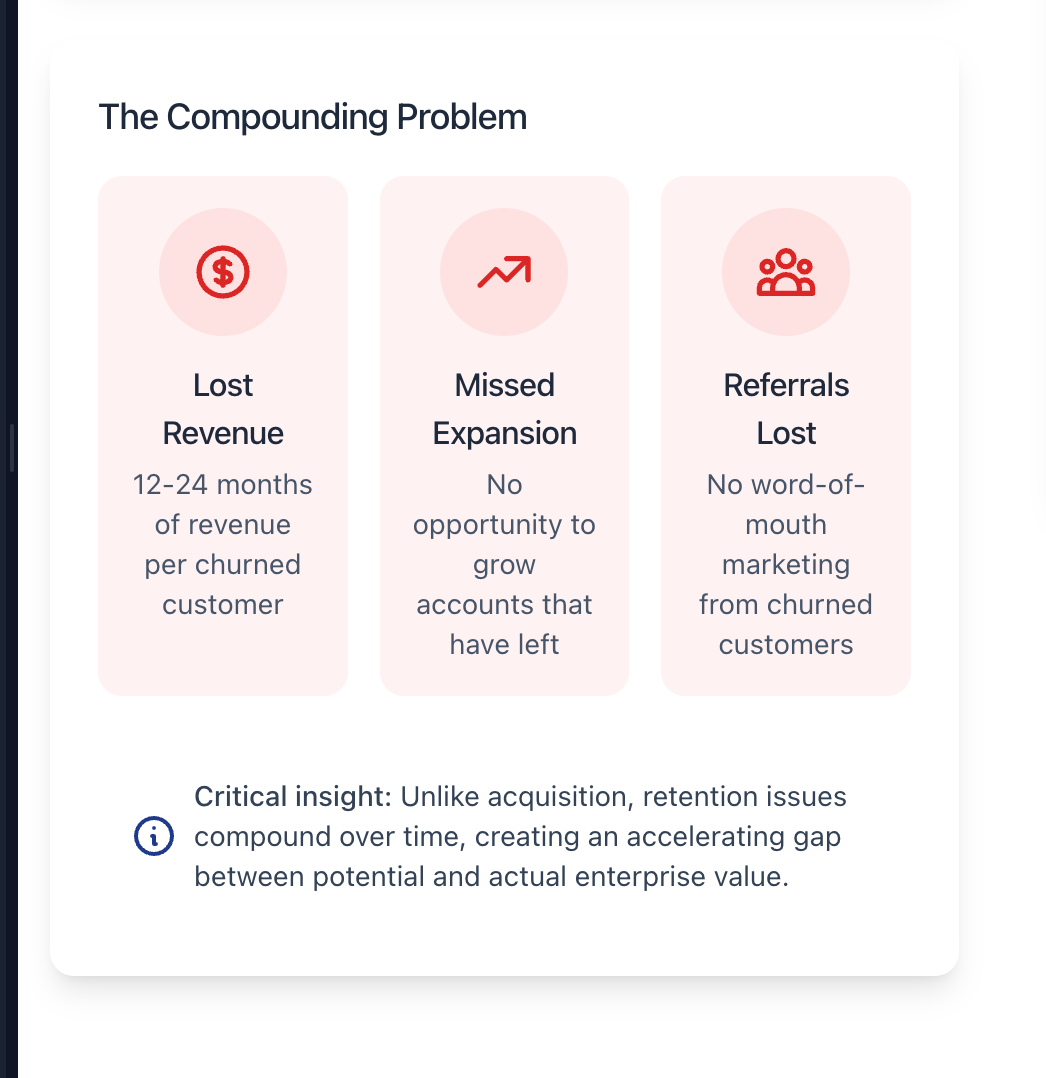 The Compounding Problem
Lost
Revenue
12-24 months
of revenue
per churned
customer
Missed
Expansion
No
opportunity to
grow
accounts that
have left
Referrals
Lost
No word-of-
mouth
marketing
from churned
customers
Critical insight: Unlike acquisition, retention issues
compound over time, creating an accelerating gap
between potential and actual enterprise value.